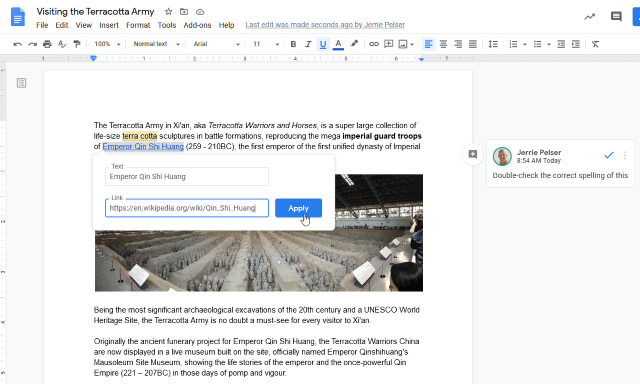 Visiting the Terracotta Army
File Edit View Insert Format Tools Add-ons Help Last edit was made seconds ago by Jerrie Pelser
100% Normal text Arial 11 B I U A
The Terracotta Army in Xi'an, aka Terracotta Warriors and Horses, is a super large collection of
life-size terra cotta sculptures in battle formations, reproducing the mega imperial guard troops
of Emperor Qin Shi Huang (259 - 210BC), the first emperor of the first unified dynasty of Imperial
Text
Emperor Qin Shi Huang
Link
https://en.wikipedia.org/wiki/Qin_Shi_Huang
Apply
Jerrie Pelser
8:54 AM Today
Double-check the correct spelling of this
Being the most significant archaeological excavations of the 20th century and a UNESCO World
Heritage Site, the Terracotta Army is no doubt a must-see for every visitor to Xi'an.
Originally the ancient funerary project for Emperor Qin Shi Huang, the Terracotta Warriors China
are now displayed in a live museum built on the site, officially named Emperor Qinshihuang's
Mausoleum Site Museum, showing the life stories of the emperor and the once-powerful Qin
Empire (221 – 207BC) in those days of pomp and vigour.